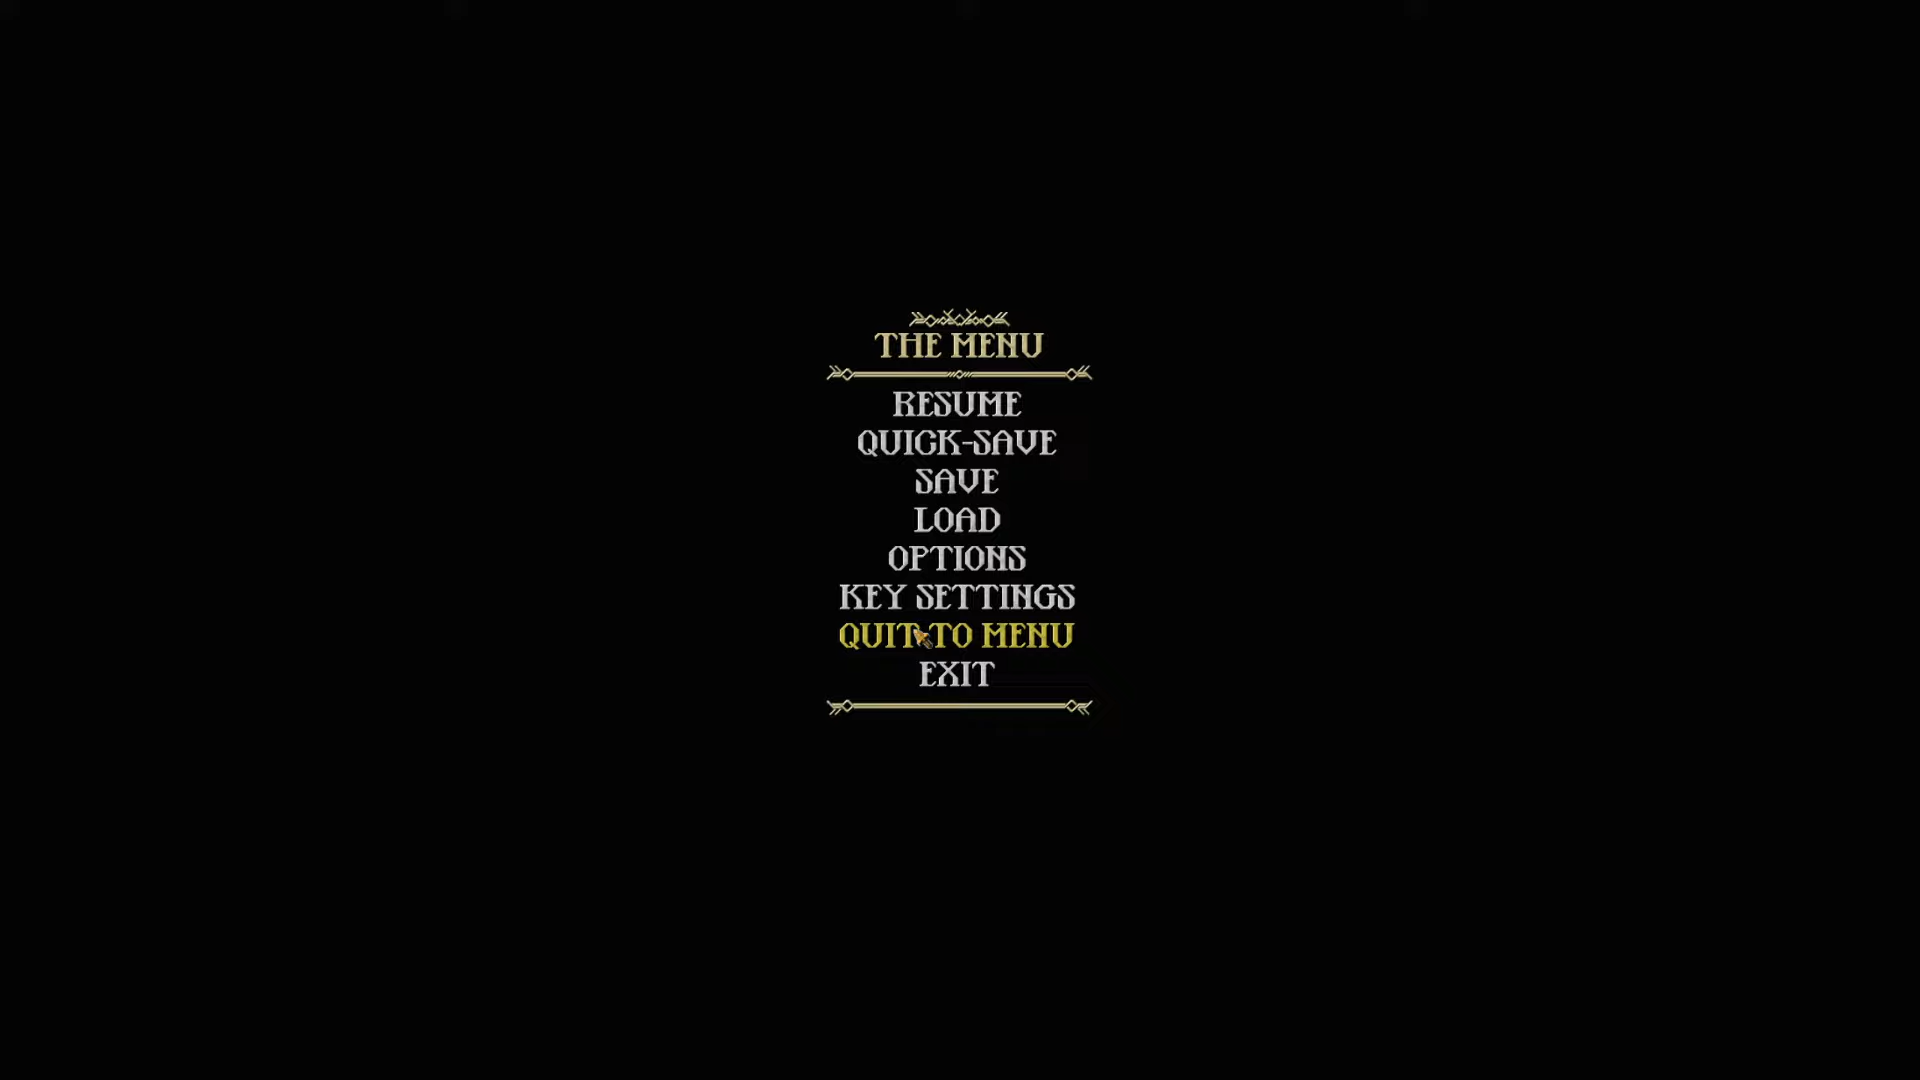 THE MENU
RESUME
QUICK-SAVE
SAVE
LOAD
OPTIONS
KEY SETTINGS
QUIT TO MENU
EXIT